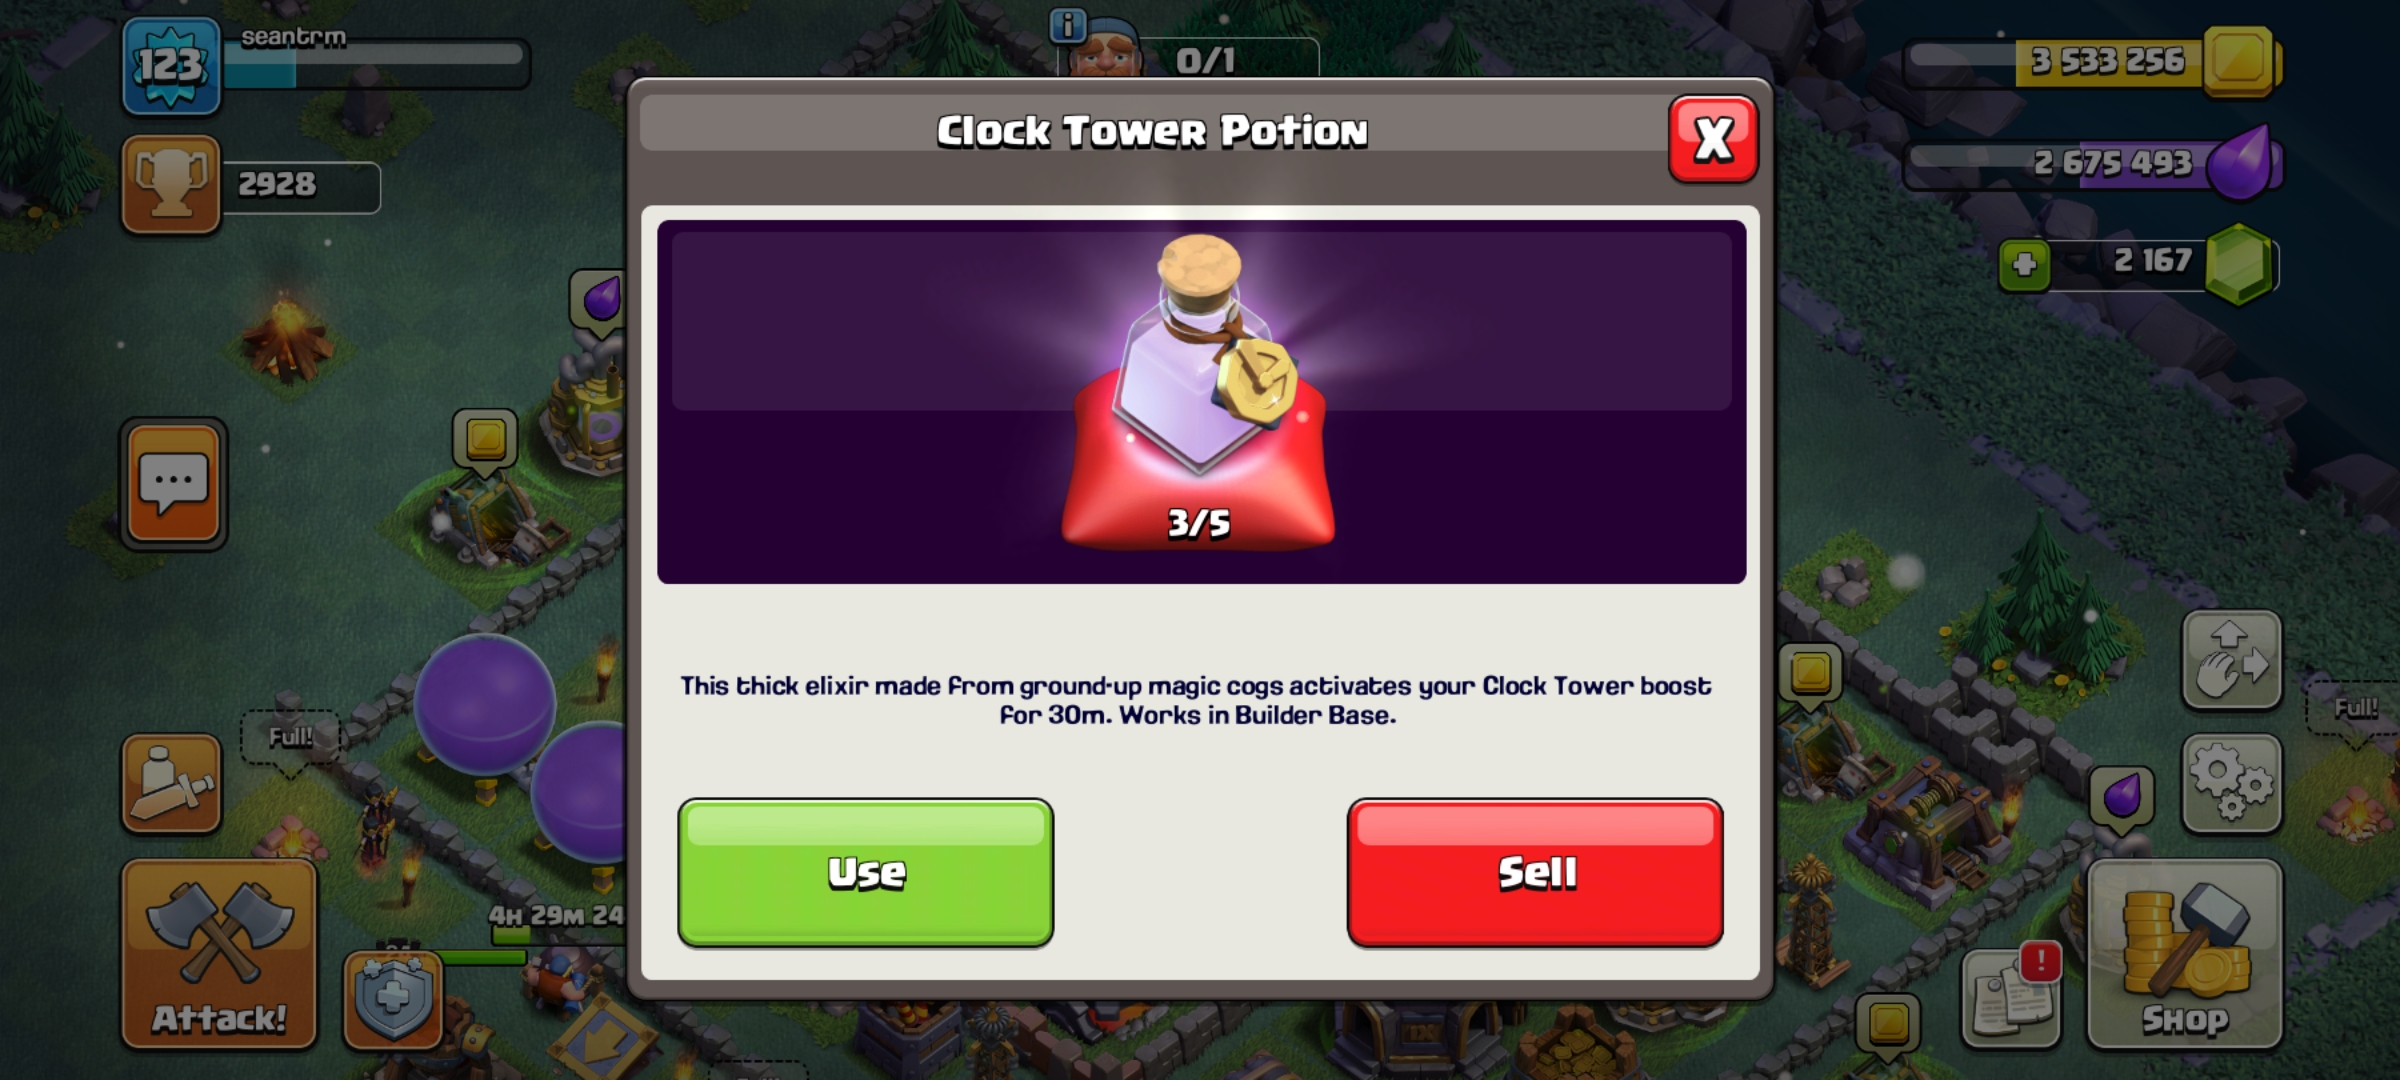 123
seantrm
i
0/1
3 533 256
Clock Tower Potion
X
2928
2 675 493
2 167
3/5
This thick elixir made from ground-up magic cogs activates your Clock Tower boost
for 30m. Works in Builder Base.
Full!
Full!
Use
Sell
4H 29M 24
!
IX
Attack!
Shop